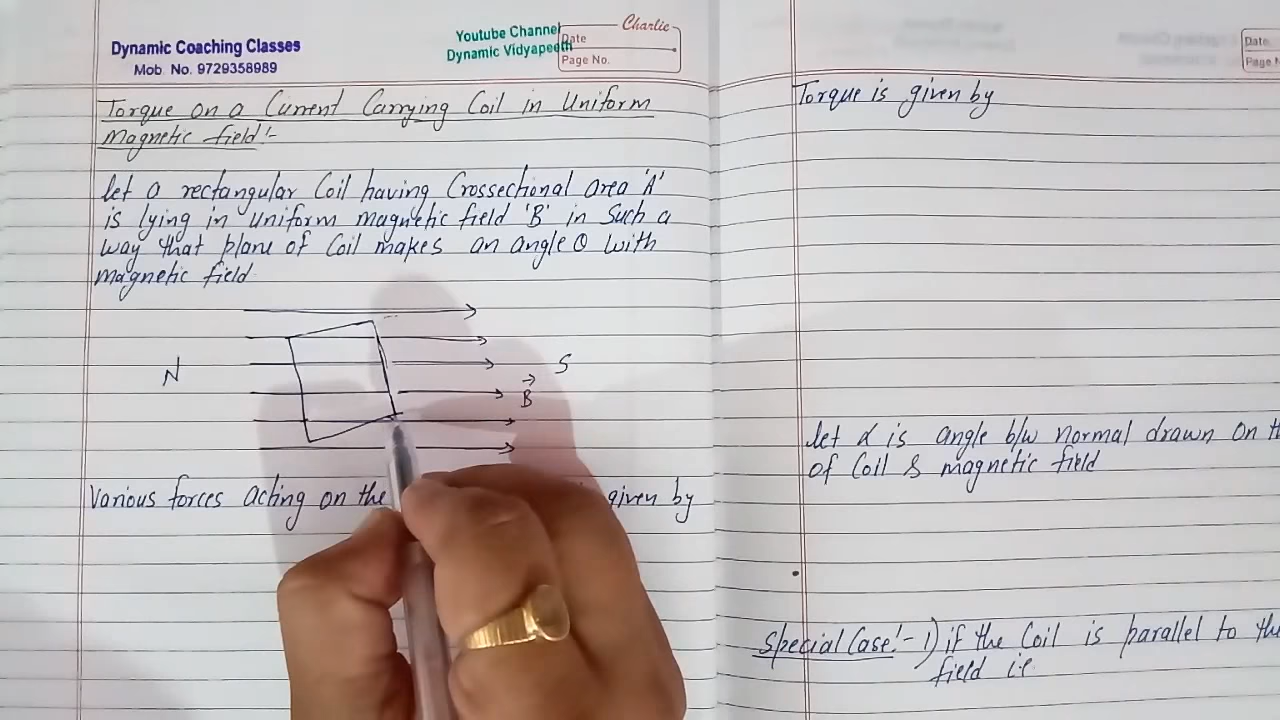 Dynamic Coaching Classes
Mob. No. 9729358989
Youtube Channel
Dynamic Vidyapeeth
Charlie
Date
Page No.
Torque on a Current Carrying Coil in Uniform
Magnetic field:-
let a rectangular Coil having Crossectional area 'A'
is lying in uniform magnetic field 'B' in Such a
way that plane of Coil makes an angle θ with
magnetic field.
N
S
B
Various forces acting on the
given by
Date
Page
Torque is given by
let α is angle b/w normal drawn on
of Coil & magnetic field
Special Case:- 1) if the Coil is parallel to
field i.e.